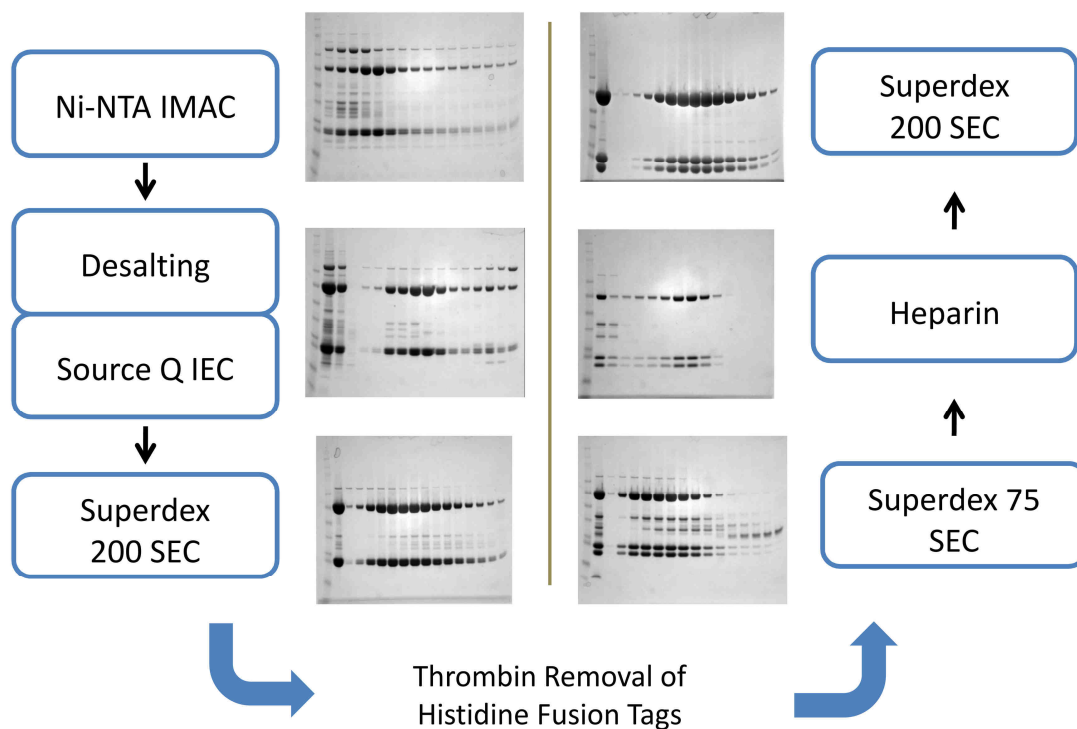 Ni-NTA IMAC
Desalting
Source Q IEC
Superdex
200 SEC
Thrombin Removal of
Histidine Fusion Tags
Superdex 75
SEC
Heparin
Superdex
200 SEC